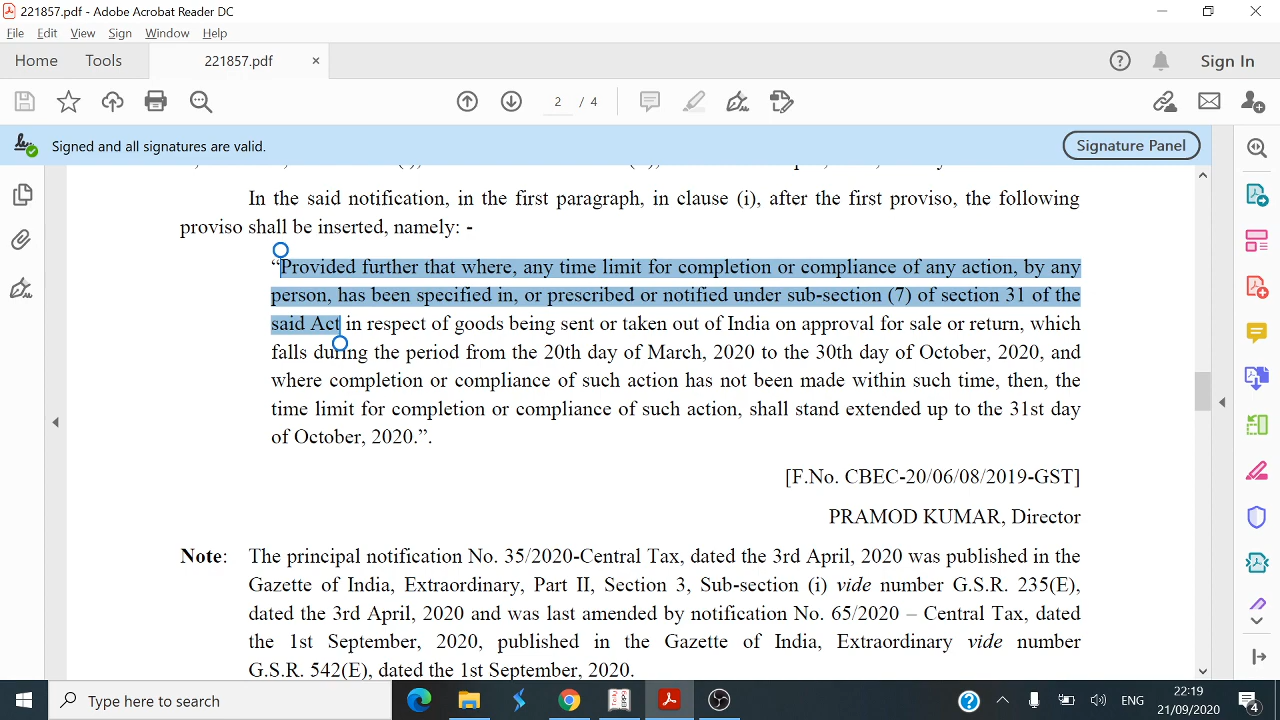 221857.pdf - Adobe Acrobat Reader DC
File Edit View Sign Window Help
Home Tools 221857.pdf × Sign In
2 / 4
Signed and all signatures are valid. Signature Panel
In the said notification, in the first paragraph, in clause (i), after the first proviso, the following
proviso shall be inserted, namely: -
“Provided further that where, any time limit for completion or compliance of any action, by any
person, has been specified in, or prescribed or notified under sub-section (7) of section 31 of the
said Act in respect of goods being sent or taken out of India on approval for sale or return, which
falls during the period from the 20th day of March, 2020 to the 30th day of October, 2020, and
where completion or compliance of such action has not been made within such time, then, the
time limit for completion or compliance of such action, shall stand extended up to the 31st day
of October, 2020.”.
[F.No. CBEC-20/06/08/2019-GST]
PRAMOD KUMAR, Director
Note: The principal notification No. 35/2020-Central Tax, dated the 3rd April, 2020 was published in the
Gazette of India, Extraordinary, Part II, Section 3, Sub-section (i) vide number G.S.R. 235(E),
dated the 3rd April, 2020 and was last amended by notification No. 65/2020 – Central Tax, dated
the 1st September, 2020, published in the Gazette of India, Extraordinary vide number
G.S.R. 542(E), dated the 1st September, 2020.
Type here to search
ENG
22:19
21/09/2020
4